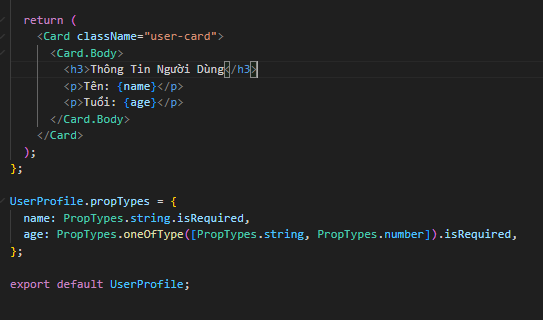 return (
<Card className="user-card">
<Card.Body>
<h3>Thông Tin Người Dùng</h3>
<p>Tên: {name}</p>
<p>Tuổi: {age}</p>
</Card.Body>
</Card>
);
};
UserProfile.propTypes = {
name: PropTypes.string.isRequired,
age: PropTypes.oneOfType([PropTypes.string, PropTypes.number]).isRequired,
};
export default UserProfile;